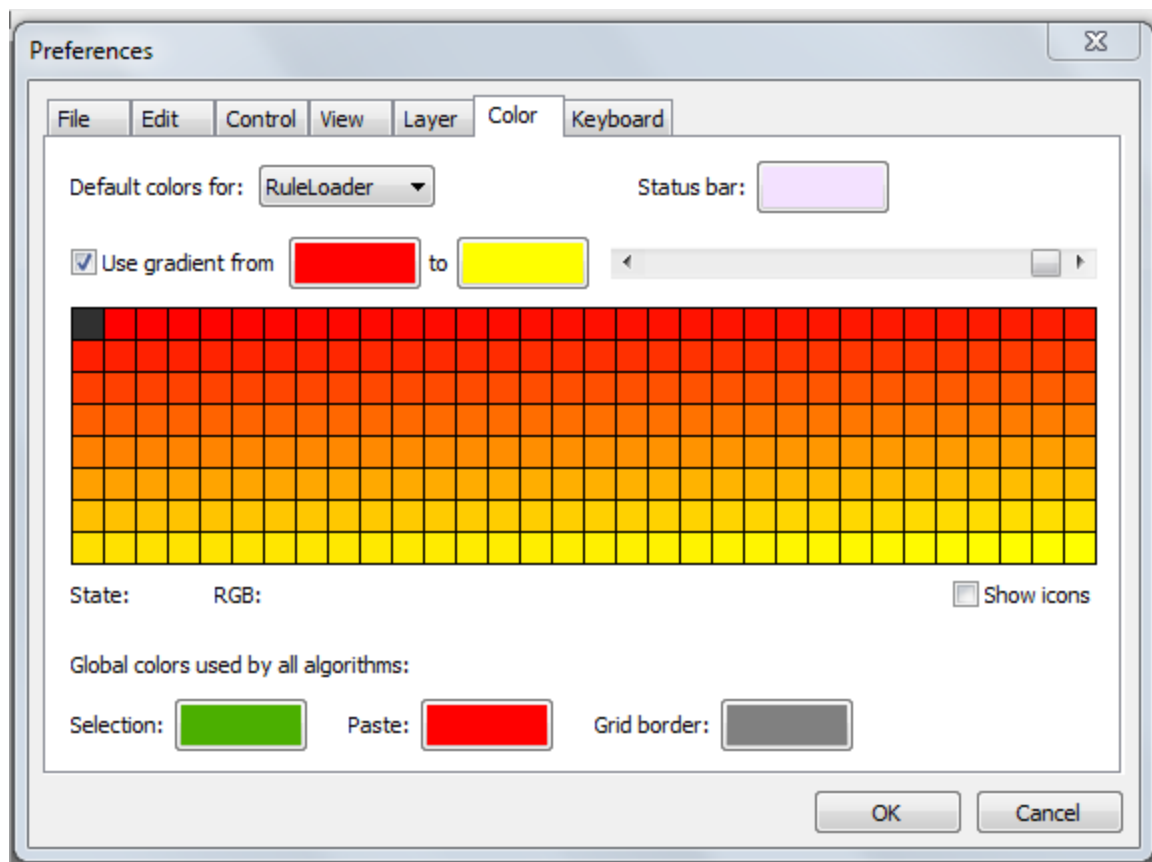 Preferences
File Edit Control View Layer Color Keyboard
Default colors for: RuleLoader Status bar:
Use gradient from to
State: RGB: Show icons
Global colors used by all algorithms:
Selection: Paste: Grid border:
OK Cancel